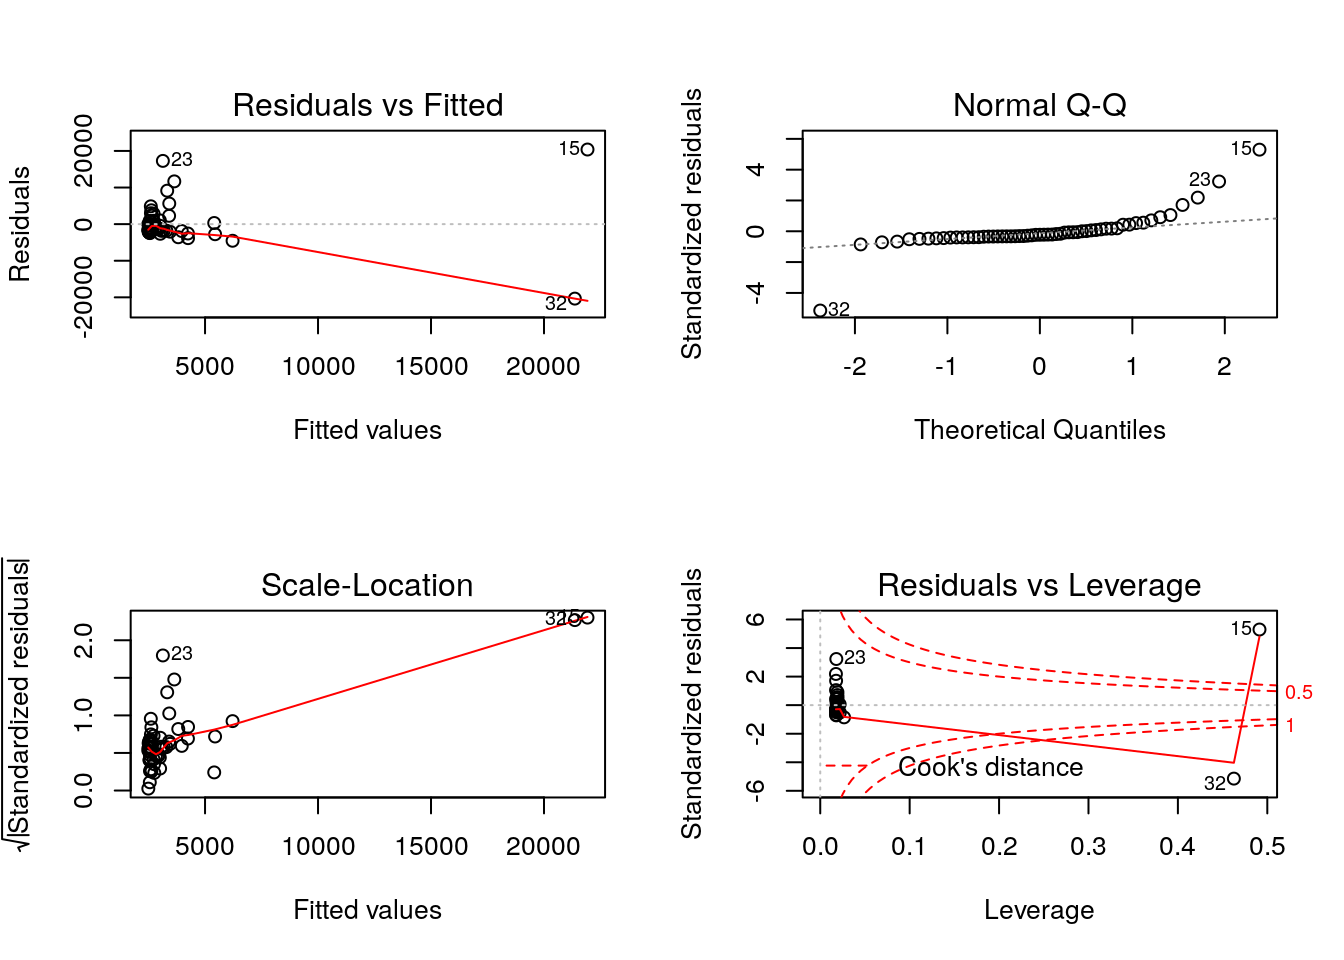 Residuals vs Fitted
Residuals
20000
0
-20000
23
15
32
5000 10000 15000 20000
Fitted values
Normal Q-Q
Standardized residuals
4
0
-4
15
23
32
-2 -1 0 1 2
Theoretical Quantiles
Scale-Location
√|Standardized residuals|
2.0
1.0
0.0
23
32
15
5000 10000 15000 20000
Fitted values
Residuals vs Leverage
Standardized residuals
6
2
-2
-6
15
23
0.5
1
Cook's distance
32
0.0 0.1 0.2 0.3 0.4 0.5
Leverage